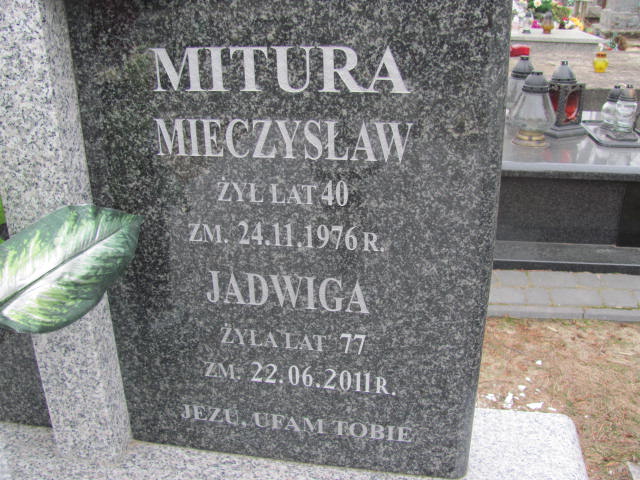 MITURA
MIECZYSŁAW
ŻYŁ LAT 40
ZM. 24.11.1976 R.
JADWIGA
ŻYŁA LAT 77
ZM. 22.06.2011 R.
JEZU, UFAM TOBIE